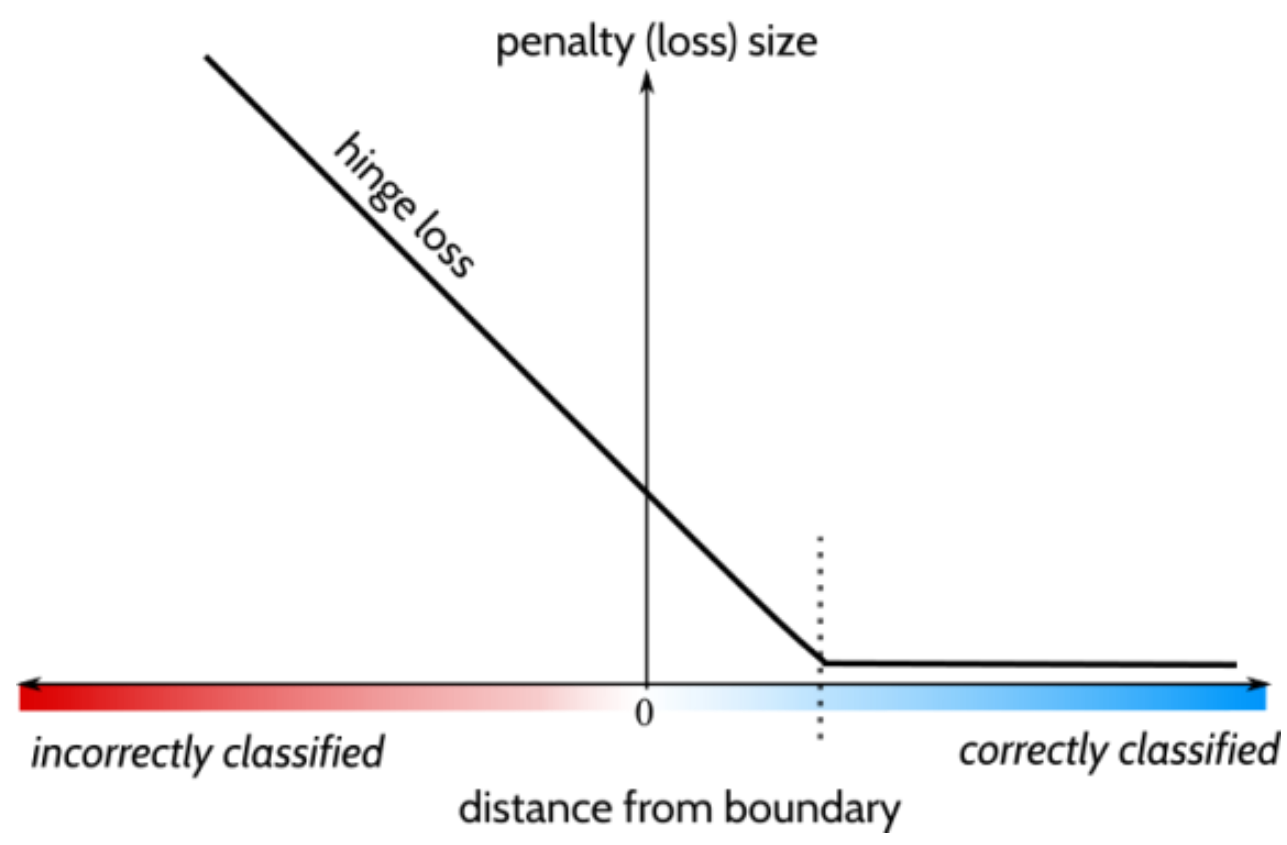 penalty (loss) size
hinge loss
0
incorrectly classified
correctly classified
distance from boundary